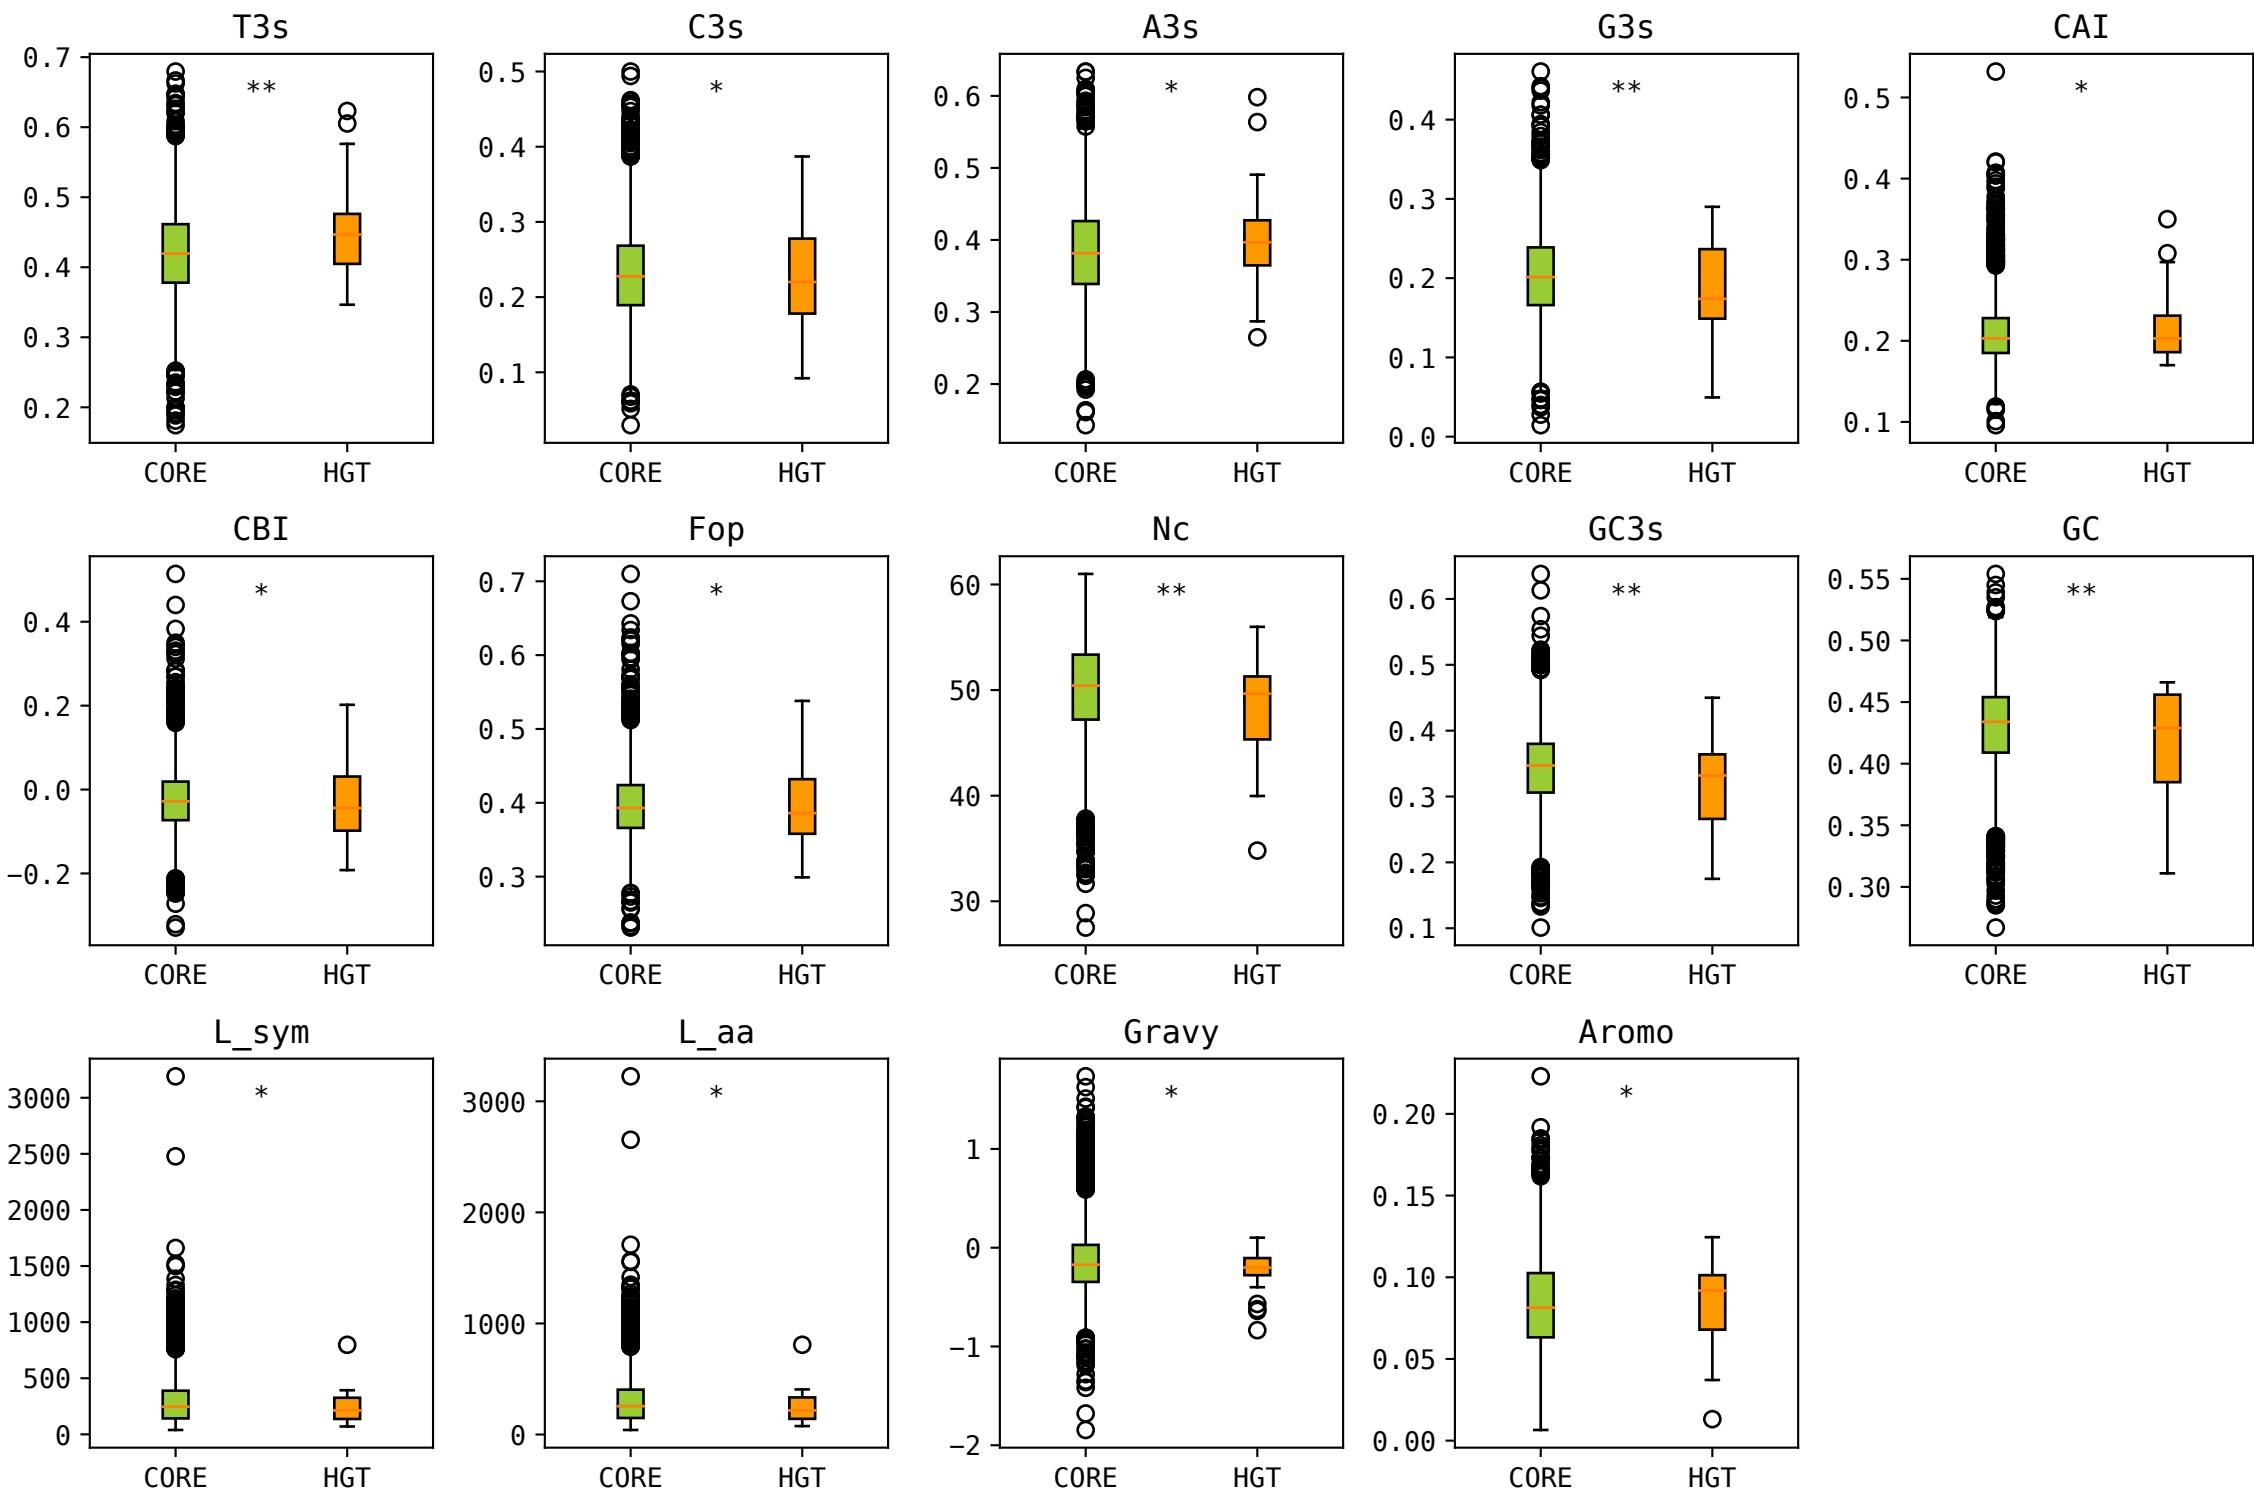 T3s
C3s
A3s
G3s
CAI
0.7
0.6
0.5
0.4
0.3
0.2
**
CORE
HGT
0.5
0.4
0.3
0.2
0.1
*
CORE
HGT
0.6
0.5
0.4
0.3
0.2
*
CORE
HGT
0.4
0.3
0.2
0.1
0.0
**
CORE
HGT
0.5
0.4
0.3
0.2
0.1
*
CORE
HGT
CBI
Fop
Nc
GC3s
GC
0.4
0.2
0.0
−0.2
*
CORE
HGT
0.7
0.6
0.5
0.4
0.3
*
CORE
HGT
60
50
40
30
**
CORE
HGT
0.6
0.5
0.4
0.3
0.2
0.1
**
CORE
HGT
0.55
0.50
0.45
0.40
0.35
0.30
**
CORE
HGT
L_sym
L_aa
Gravy
Aromo
3000
2500
2000
1500
1000
500
0
*
CORE
HGT
3000
2000
1000
0
*
CORE
HGT
1
0
−1
−2
*
CORE
HGT
0.20
0.15
0.10
0.05
0.00
*
CORE
HGT